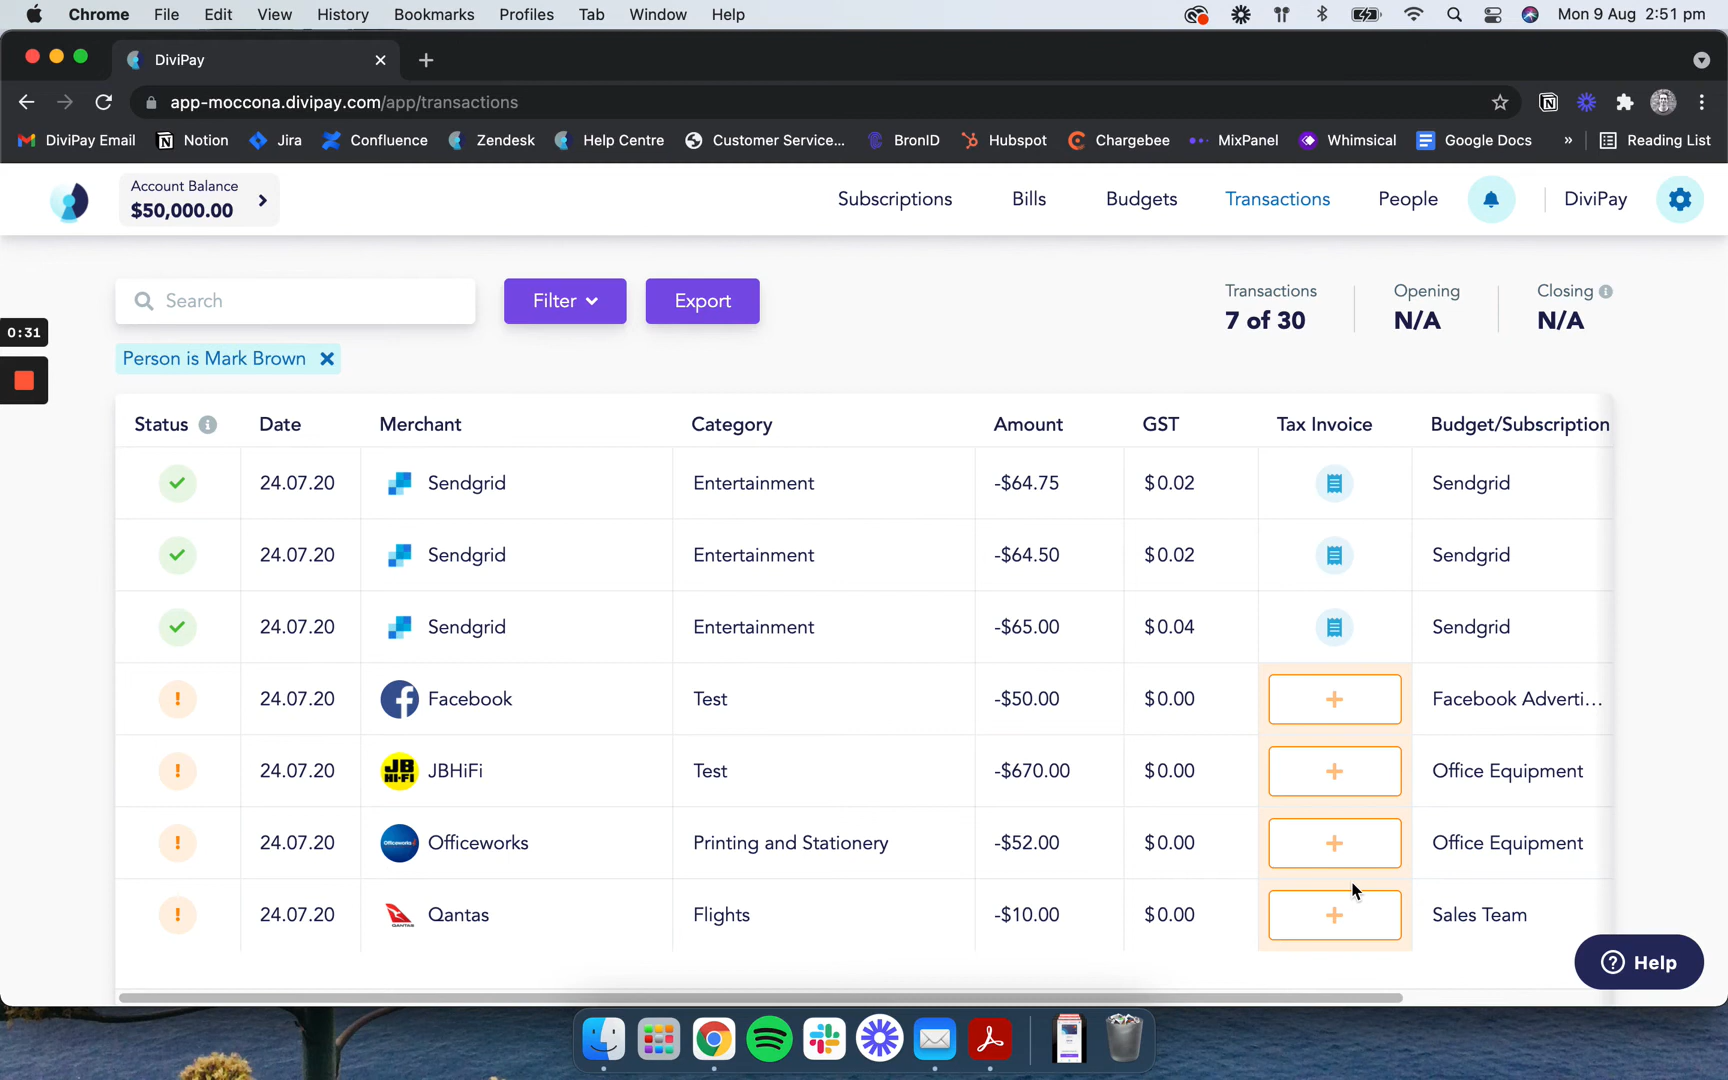 Chrome File Edit View History Bookmarks Profiles Tab Window Help Mon 9 Aug 2:51 pm
DiviPay
app-moccona.divipay.com/app/transactions
DiviPay Email Notion Jira Confluence Zendesk Help Centre Customer Service... BronID Hubspot Chargebee MixPanel Whimsical Google Docs » Reading List
Account Balance
$50,000.00
Subscriptions Bills Budgets Transactions People DiviPay
Search Filter Export
Transactions Opening Closing
7 of 30 N/A N/A
0:31
Person is Mark Brown
Status Date Merchant Category Amount GST Tax Invoice Budget/Subscription
24.07.20 Sendgrid Entertainment -$64.75 $0.02 Sendgrid
24.07.20 Sendgrid Entertainment -$64.50 $0.02 Sendgrid
24.07.20 Sendgrid Entertainment -$65.00 $0.04 Sendgrid
24.07.20 Facebook Test -$50.00 $0.00 + Facebook Adverti...
24.07.20 JB HI-FI JBHiFi Test -$670.00 $0.00 + Office Equipment
24.07.20 Officeworks Officeworks Printing and Stationery -$52.00 $0.00 + Office Equipment
24.07.20 QANTAS Qantas Flights -$10.00 $0.00 + Sales Team
Help